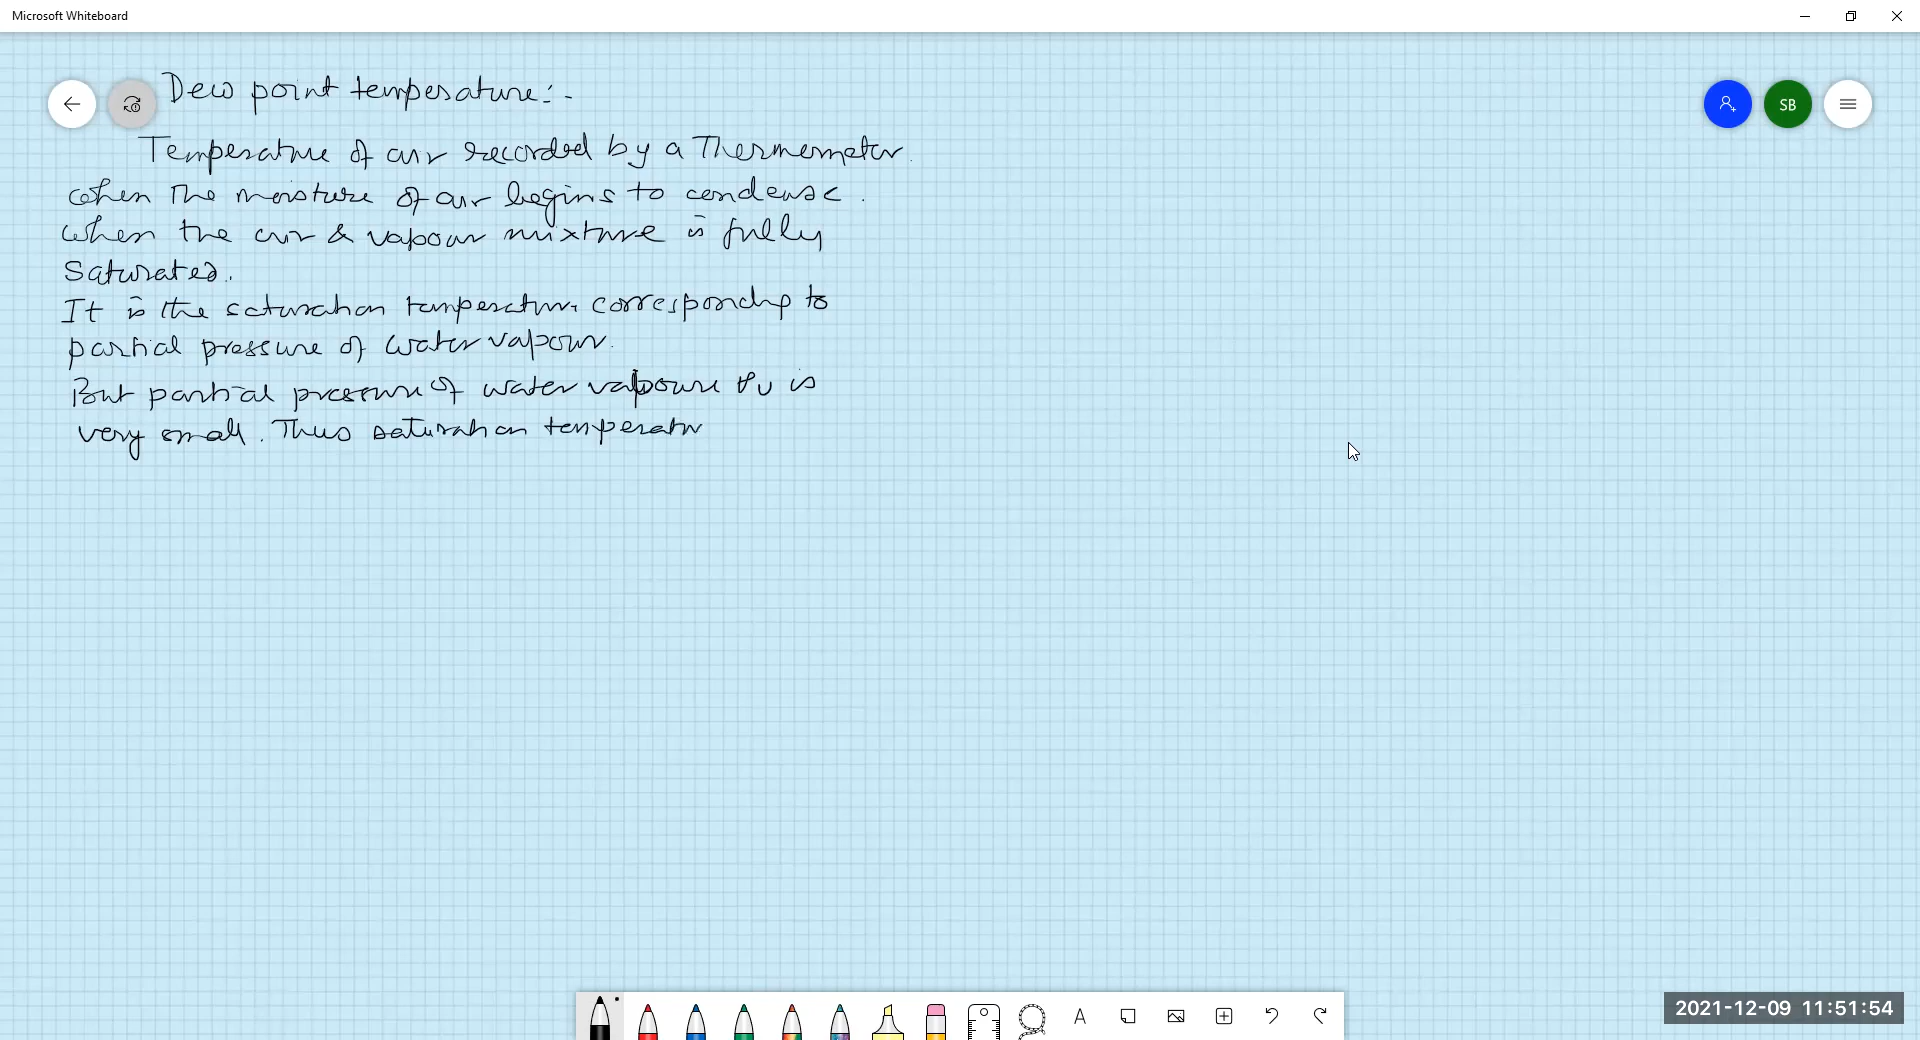 Microsoft Whiteboard
Dew point temperature:-
SB
Temperature of air recorded by a Thermometer.
when the moisture of air begins to condense.
when the air & vapour mixture is fully
saturated.
It is the saturation temperature corresponding to
partial pressure of water vapour.
But partial pressure of water vapoure Pv is
very small. Thus saturation temperatur
A
2021-12-09 11:51:54